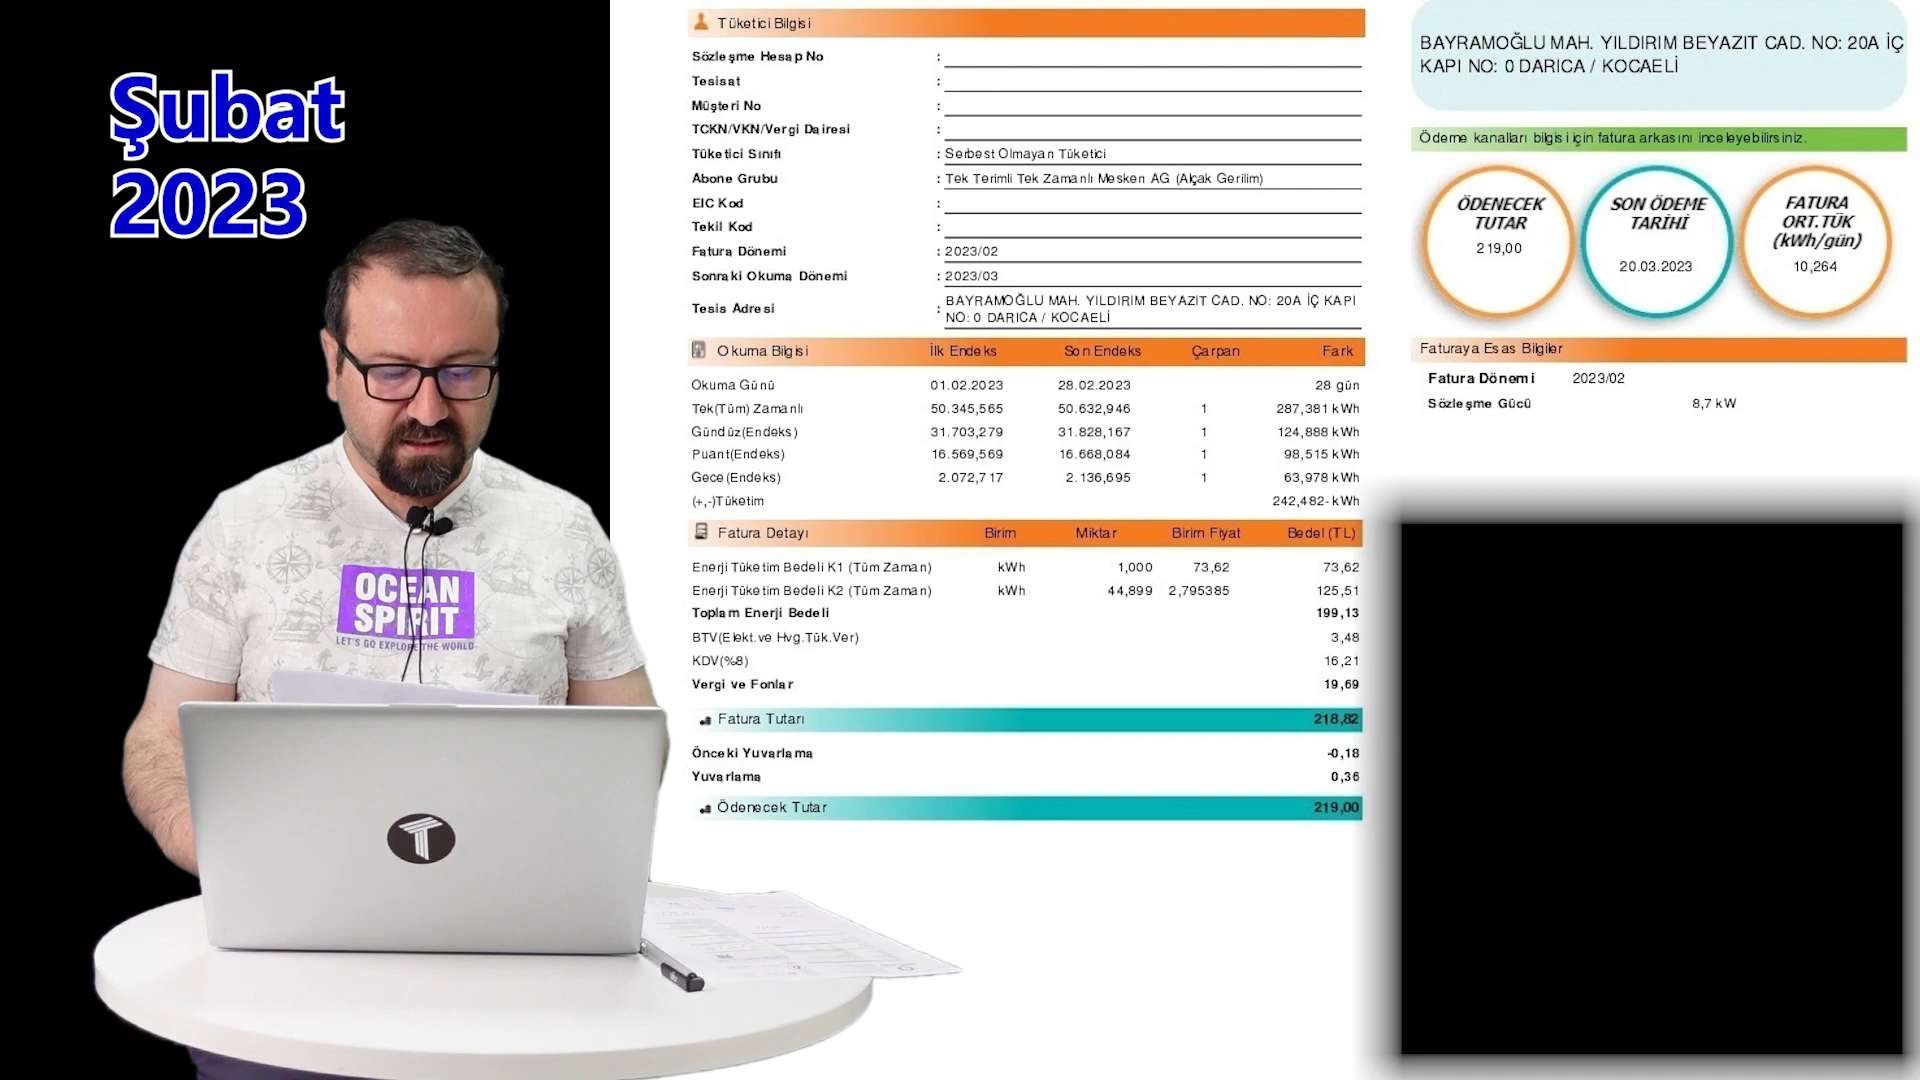 Şubat
2023
OCEAN
SPIRIT
LET'S GO EXPLORE THE WORLD
Tüketici Bilgisi
Sözleşme Hesap No :
Tesisat :
Müşteri No :
TCKN/VKN/Vergi Dairesi :
Tüketici Sınıfı : Serbest Olmayan Tüketici
Abone Grubu : Tek Terimli Tek Zamanlı Mesken AG (Alçak Gerilim)
EIC Kod :
Tekil Kod :
Fatura Dönemi : 2023/02
Sonraki Okuma Dönemi : 2023/03
Tesis Adresi : BAYRAMOĞLU MAH. YILDIRIM BEYAZIT CAD. NO: 20A İÇ KAPI
NO: 0 DARICA / KOCAELİ
Okuma Bilgisi İlk Endeks Son Endeks Çarpan Fark
Okuma Günü 01.02.2023 28.02.2023 28 gün
Tek(Tüm) Zamanlı 50.345,565 50.632,946 1 287,381 kWh
Gündüz(Endeks) 31.703,279 31.828,167 1 124,888 kWh
Puant(Endeks) 16.569,569 16.668,084 1 98,515 kWh
Gece(Endeks) 2.072,717 2.136,695 1 63,978 kWh
(+,-)Tüketim 242,482- kWh
Fatura Detayı Birim Miktar Birim Fiyat Bedel (TL)
Enerji Tüketim Bedeli K1 (Tüm Zaman) kWh 1,000 73,62 73,62
Enerji Tüketim Bedeli K2 (Tüm Zaman) kWh 44,899 2,795385 125,51
Toplam Enerji Bedeli 199,13
BTV(Elekt.ve Hvg.Tük.Ver) 3,48
KDV(%8) 16,21
Vergi ve Fonlar 19,69
Fatura Tutarı 218,82
Önceki Yuvarlama -0,18
Yuvarlama 0,36
Ödenecek Tutar 219,00
BAYRAMOĞLU MAH. YILDIRIM BEYAZIT CAD. NO: 20A İÇ
KAPI NO: 0 DARICA / KOCAELİ
Ödeme kanalları bilgisi için fatura arkasını inceleyebilirsiniz.
ÖDENECEK
TUTAR
219,00
SON ÖDEME
TARİHİ
20.03.2023
FATURA
ORT.TÜK
(kWh/gün)
10,264
Faturaya Esas Bilgiler
Fatura Dönemi 2023/02
Sözleşme Gücü 8,7 kW